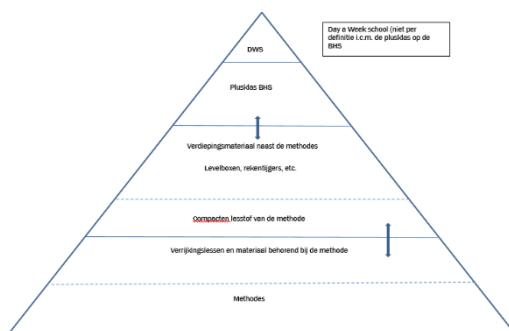 DWS
Day a Week school (niet per
definitie i.c.m. de plusklas op de
BHS
Plusklas BHS
Verdiepingsmateriaal naast de methodes
Levelboxen, rekentijgers, etc.
Compacten lesstof van de methode
Verrijkingslessen en materiaal behorend bij de methode
Methodes